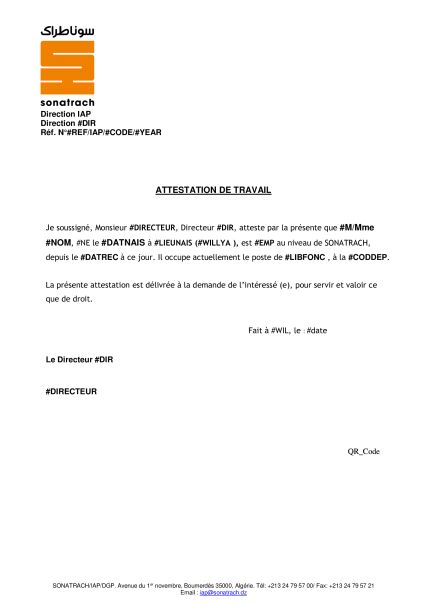 سوناطراك
sonatrach
Direction IAP
Direction #DIR
Réf. N°#REF/IAP/#CODE/#YEAR
ATTESTATION DE TRAVAIL
Je soussigné, Monsieur #DIRECTEUR, Directeur #DIR, atteste par la présente que #M/Mme
#NOM, #NE le #DATNAIS à #LIEUNAIS (#WILLYA ), est #EMP au niveau de SONATRACH,
depuis le #DATREC à ce jour. Il occupe actuellement le poste de #LIBFONC , à la #CODDEP.
La présente attestation est délivrée à la demande de l'intéressé (e), pour servir et valoir ce
que de droit.
Fait à #WIL, le : #date
Le Directeur #DIR
#DIRECTEUR
QR_Code
SONATRACH/IAP/DGP. Avenue du 1er novembre, Boumerdès 35000, Algérie. Tél: +213 24 79 57 00/ Fax: +213 24 79 57 21
Email : iap@sonatrach.dz